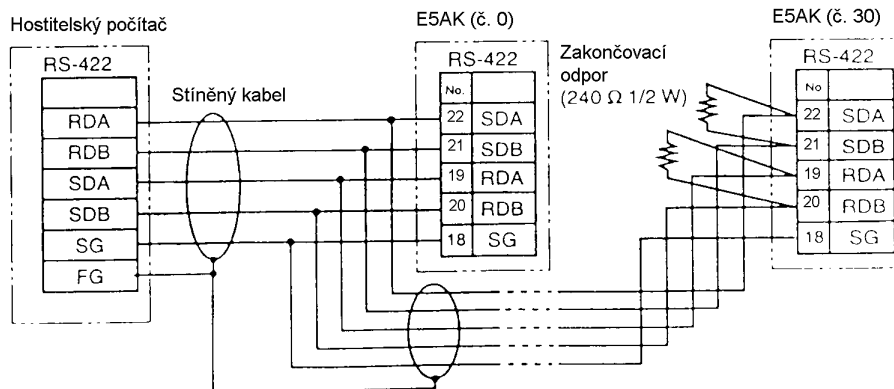 Hostitelský počítač
RS-422
RDA
RDB
SDA
SDB
SG
FG
Stíněný kabel
E5AK (č. 0)
RS-422
No.
22 SDA
21 SDB
19 RDA
20 RDB
18 SG
Zakončovací
odpor
(240 Ω 1/2 W)
E5AK (č. 30)
RS-422
No
22 SDA
21 SDB
19 RDA
20 RDB
18 SG